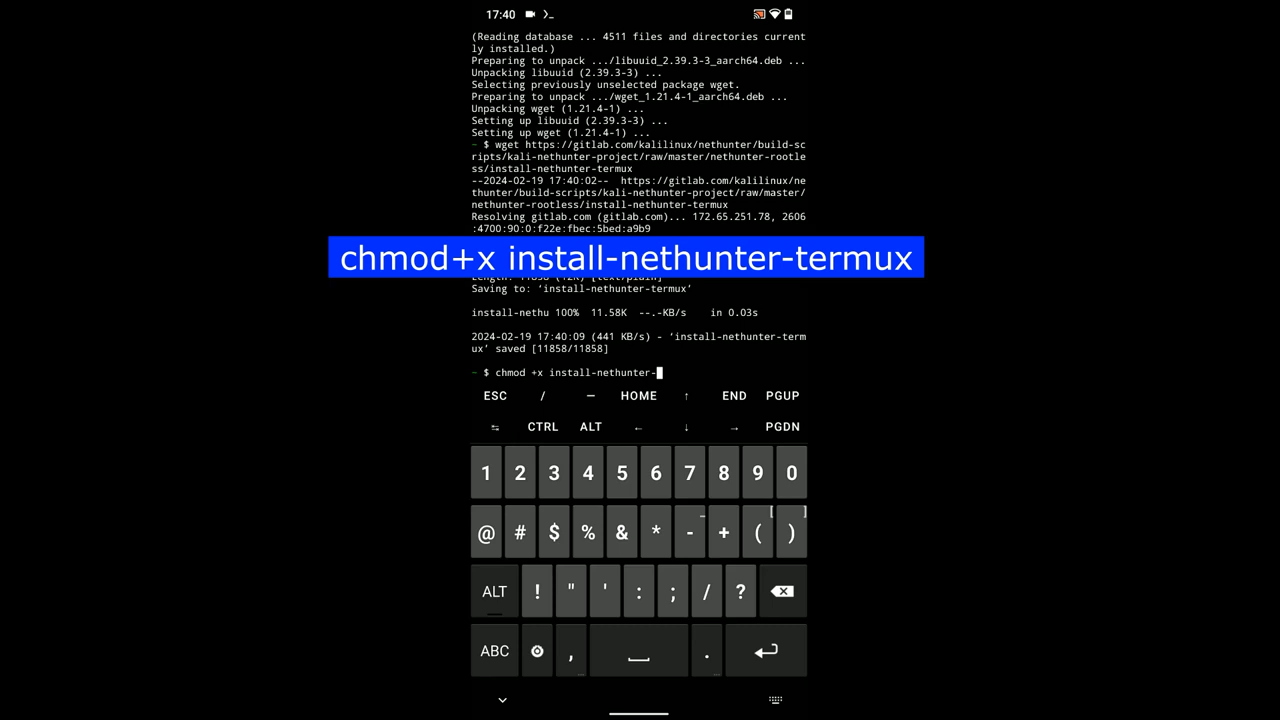 17:40
(Reading database ... 4511 files and directories current
ly installed.)
Preparing to unpack .../libuuid_2.39.3-3_aarch64.deb ...
Unpacking libuuid (2.39.3-3) ...
Selecting previously unselected package wget.
Preparing to unpack .../wget_1.21.4-1_aarch64.deb ...
Unpacking wget (1.21.4-1) ...
Setting up libuuid (2.39.3-3) ...
Setting up wget (1.21.4-1) ...
~ $ wget https://gitlab.com/kalilinux/nethunter/build-sc
ripts/kali-nethunter-project/raw/master/nethunter-rootle
ss/install-nethunter-termux
--2024-02-19 17:40:02--  https://gitlab.com/kalilinux/ne
thunter/build-scripts/kali-nethunter-project/raw/master/
nethunter-rootless/install-nethunter-termux
Resolving gitlab.com (gitlab.com)... 172.65.251.78, 2606
:4700:90:0:f22e:fbec:5bed:a9b9
chmod+x install-nethunter-termux
Saving to: ‘install-nethunter-termux’
install-nethu 100%  11.58K  --.-KB/s    in 0.03s
2024-02-19 17:40:09 (441 KB/s) - ‘install-nethunter-term
ux’ saved [11858/11858]
~ $ chmod +x install-nethunter-
ESC / — HOME ↑ END PGUP
⇆ CTRL ALT ← ↓ → PGDN
1 2 3 4 5 6 7 8 9 0
@ # $ % & * - _ + ( [ ) ]
ALT ! " ' : ; / ?
ABC , .